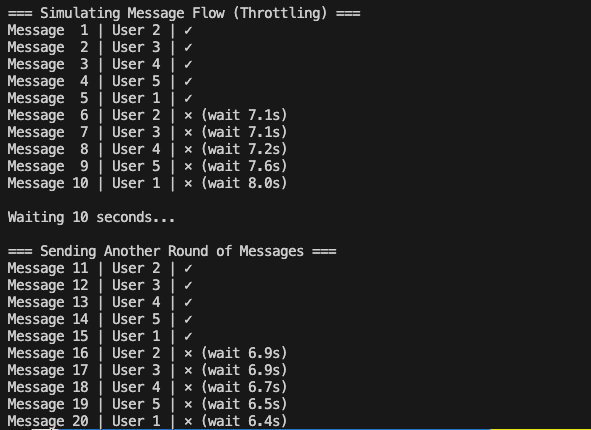 === Simulating Message Flow (Throttling) ===
Message  1 | User 2 | ✓
Message  2 | User 3 | ✓
Message  3 | User 4 | ✓
Message  4 | User 5 | ✓
Message  5 | User 1 | ✓
Message  6 | User 2 | × (wait 7.1s)
Message  7 | User 3 | × (wait 7.1s)
Message  8 | User 4 | × (wait 7.2s)
Message  9 | User 5 | × (wait 7.6s)
Message 10 | User 1 | × (wait 8.0s)
Waiting 10 seconds...
=== Sending Another Round of Messages ===
Message 11 | User 2 | ✓
Message 12 | User 3 | ✓
Message 13 | User 4 | ✓
Message 14 | User 5 | ✓
Message 15 | User 1 | ✓
Message 16 | User 2 | × (wait 6.9s)
Message 17 | User 3 | × (wait 6.9s)
Message 18 | User 4 | × (wait 6.7s)
Message 19 | User 5 | × (wait 6.5s)
Message 20 | User 1 | × (wait 6.4s)